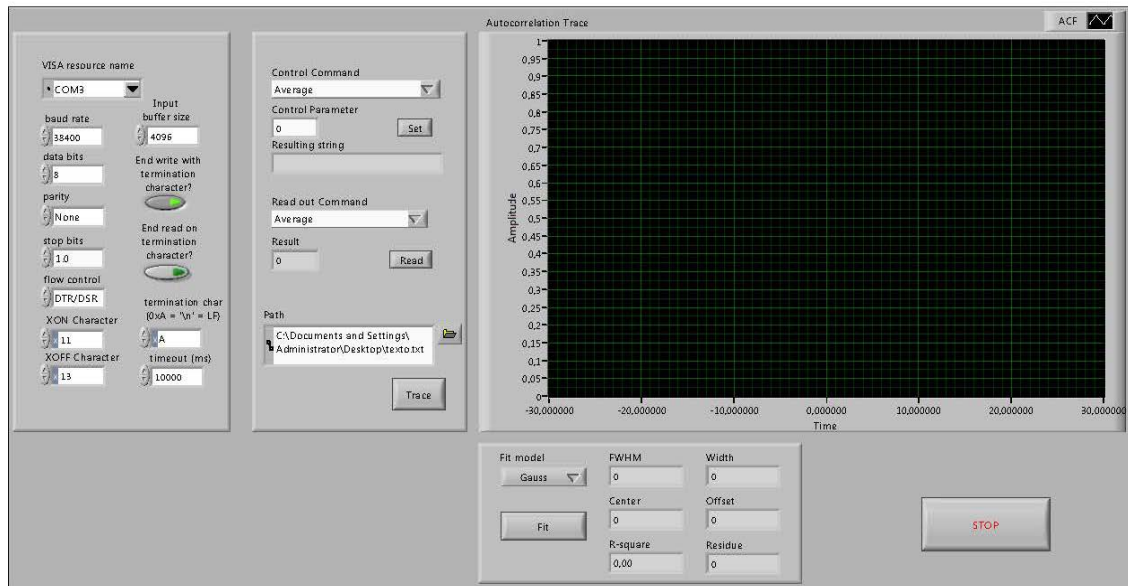 VISA resource name
COM3
baud rate
38400
data bits
8
parity
None
stop bits
1.0
flow control
DTR/DSR
XON Character
11
XOFF Character
13
Input
buffer size
4096
End write with
termination
character?
End read on
termination
character?
termination char
(0xA = '\n' = LF)
A
timeout (ms)
10000
Control Command
Average
Control Parameter
0
Set
Resulting string
Read out Command
Average
Result
0
Read
Path
C:\Documents and Settings\
Administrator\Desktop\texto.txt
Trace
Autocorrelation Trace
ACF
Amplitude
1
0,95
0,9
0,85
0,8
0,75
0,7
0,65
0,6
0,55
0,5
0,45
0,4
0,35
0,3
0,25
0,2
0,15
0,1
0,05
0
-30,000000 -20,000000 -10,000000 0,000000 10,000000 20,000000 30,000000
Time
Fit model
Gauss
Fit
FWHM
0
Center
0
R-square
0,00
Width
0
Offset
0
Residue
0
STOP